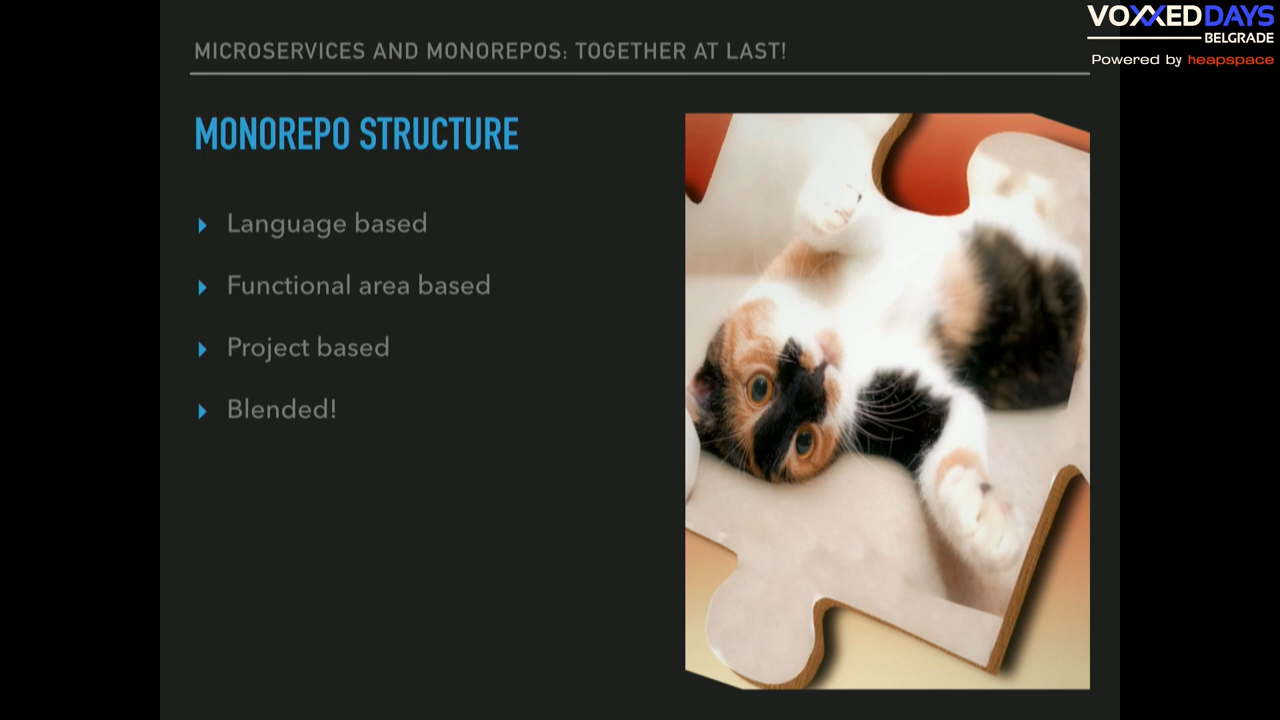 MICROSERVICES AND MONOREPOS: TOGETHER AT LAST!
VOXXED DAYS
BELGRADE
Powered by heapspace
MONOREPO STRUCTURE
Language based
Functional area based
Project based
Blended!